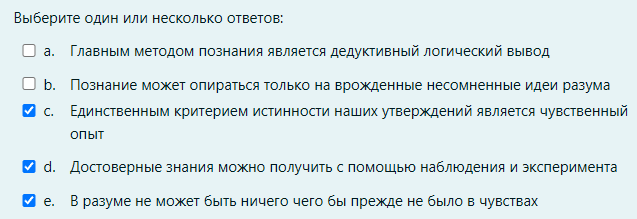 Выберите один или несколько ответов:
a. Главным методом познания является дедуктивный логический вывод
b. Познание может опираться только на врожденные несомненные идеи разума
c. Единственным критерием истинности наших утверждений является чувственный
опыт
d. Достоверные знания можно получить с помощью наблюдения и эксперимента
e. В разуме не может быть ничего чего бы прежде не было в чувствах